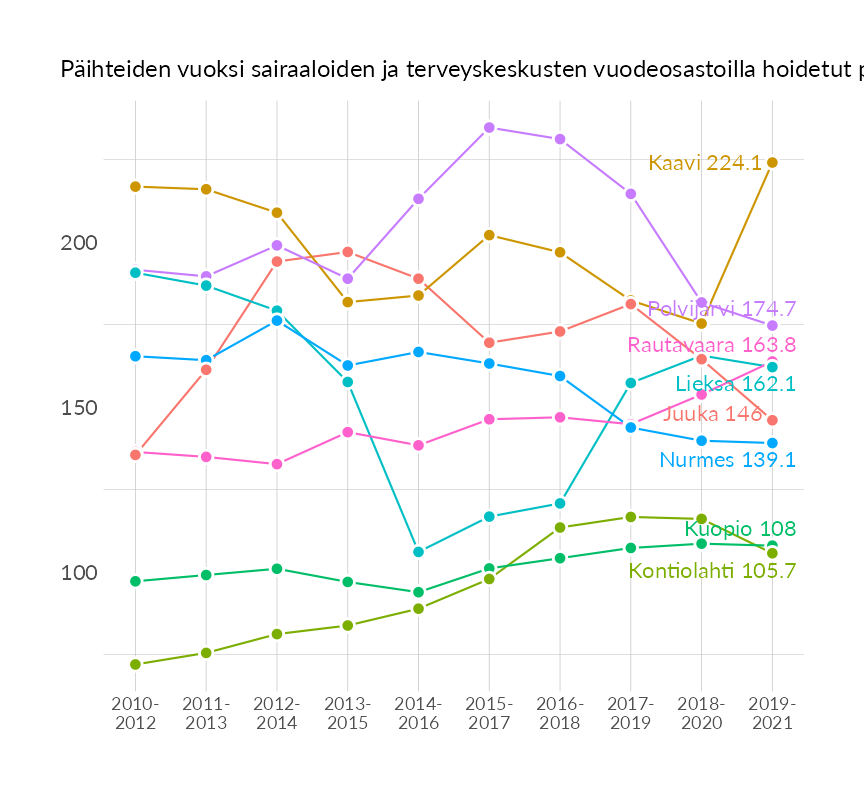 Päihteiden vuoksi sairaaloiden ja terveyskeskusten vuodeosastoilla hoidetut
Kaavi 224.1
200
Polvijärvi 174.7
Rautavaara 163.8
Lieksa 162.1
150
Juuka 146
Nurmes 139.1
Kuopio 108
100
Kontiolahti 105.7
2010-
2012
2011-
2013
2012-
2014
2013-
2015
2014-
2016
2015-
2017
2016-
2018
2017-
2019
2018-
2020
2019-
2021